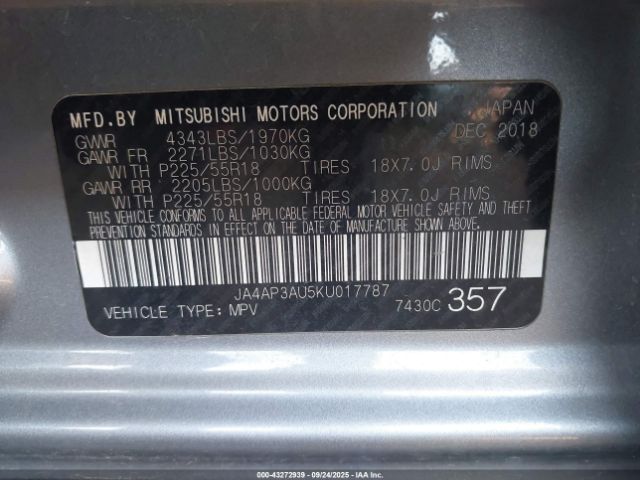 MFD.BY MITSUBISHI MOTORS CORPORATION JAPAN
GVWR 4343LBS/1970KG DEC 2018
GAWR FR 2271LBS/1030KG
WITH P225/55R18 TIRES 18X7.0J RIMS
GAWR RR 2205LBS/1000KG
WITH P225/55R18 TIRES 18X7.0J RIMS
THIS VEHICLE CONFORMS TO ALL APPLICABLE FEDERAL MOTOR VEHICLE SAFETY AND THEFT
PREVENTION STANDARDS IN EFFECT ON THE DATE OF MANUFACTURE SHOWN ABOVE.
JA4AP3AU5KU017787
VEHICLE TYPE: MPV 7430C 357
000-43272939 - 09/24/2025 - IAAHC